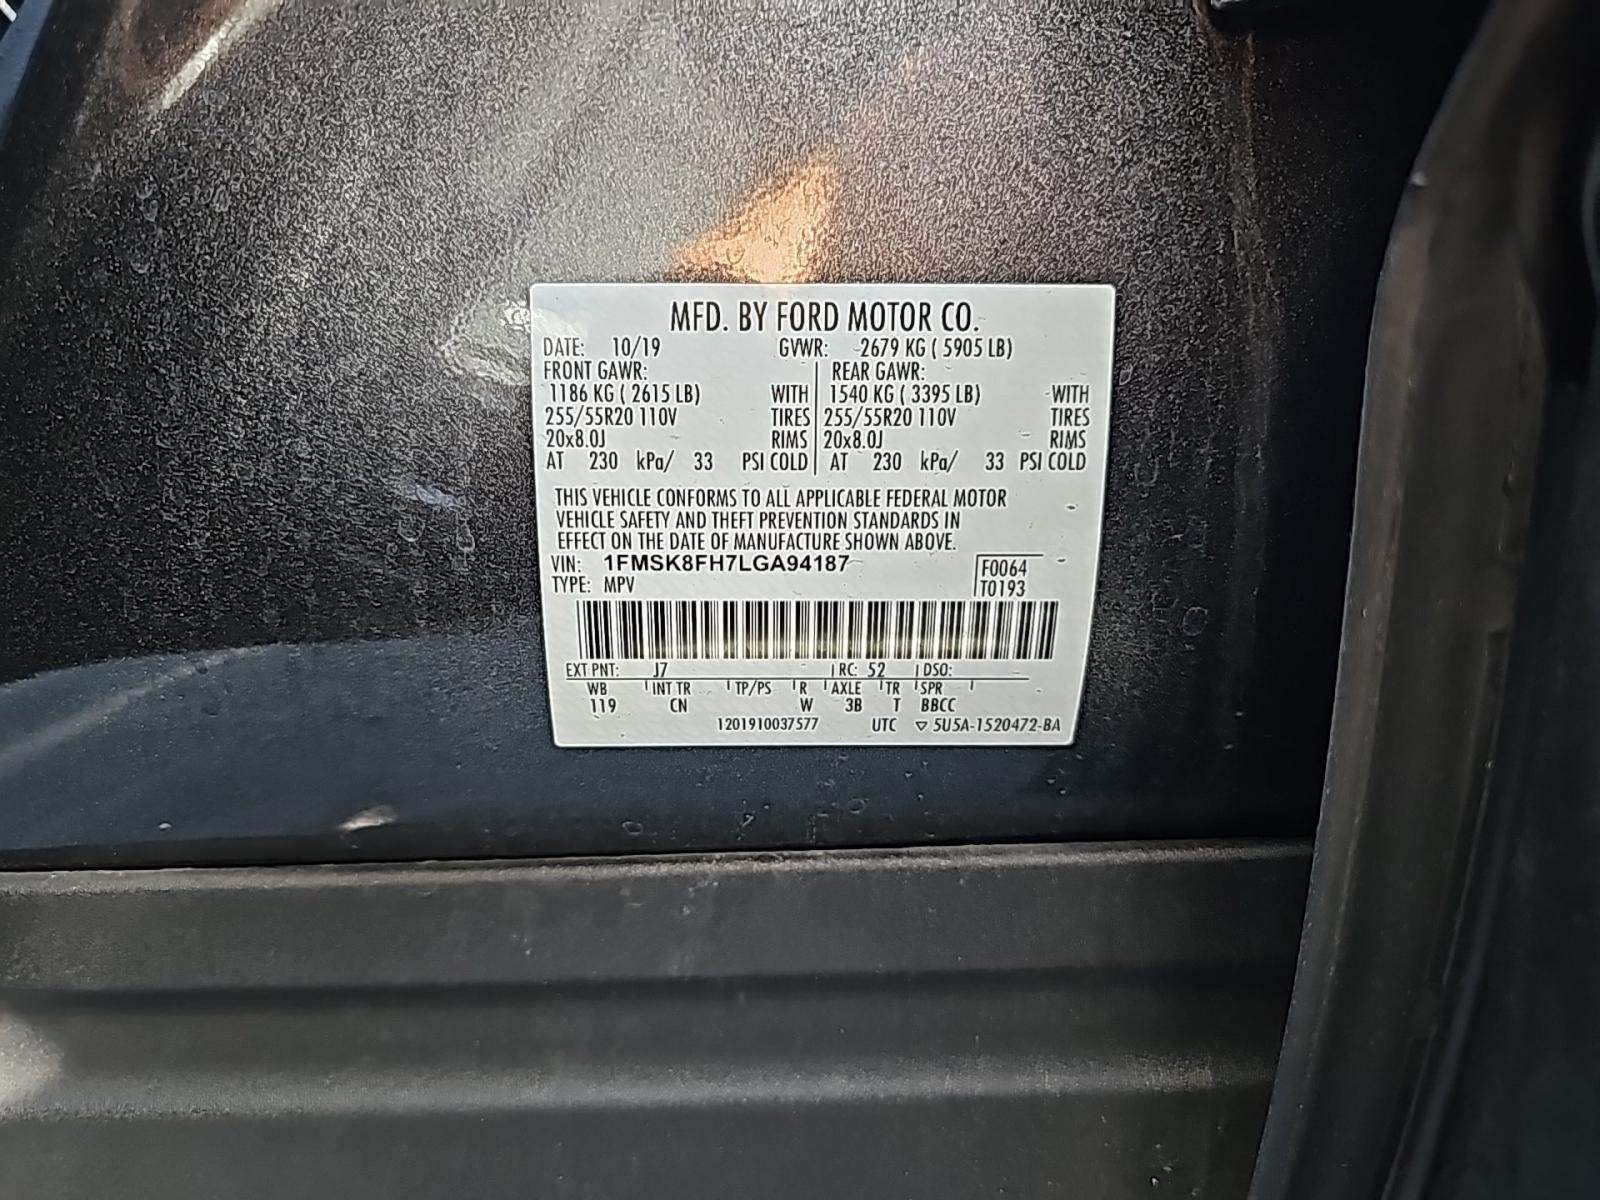 MFD. BY FORD MOTOR CO.
DATE: 10/19 GVWR: 2679 KG ( 5905 LB)
FRONT GAWR: REAR GAWR:
1186 KG ( 2615 LB) WITH 1540 KG ( 3395 LB) WITH
255/55R20 110V TIRES 255/55R20 110V TIRES
20x8.0J RIMS 20x8.0J RIMS
AT 230 kPa/ 33 PSI COLD AT 230 kPa/ 33 PSI COLD
THIS VEHICLE CONFORMS TO ALL APPLICABLE FEDERAL MOTOR
VEHICLE SAFETY AND THEFT PREVENTION STANDARDS IN
EFFECT ON THE DATE OF MANUFACTURE SHOWN ABOVE.
VIN: 1FMSK8FH7LGA94187 F0064
TYPE: MPV T0193
EXT PNT: J7 RC: 52 DSO:
WB INT TR TP/PS R AXLE TR SPR
119 CN W 3B T BBCC
1201910037577 UTC ▽ 5U5A-1520472-BA